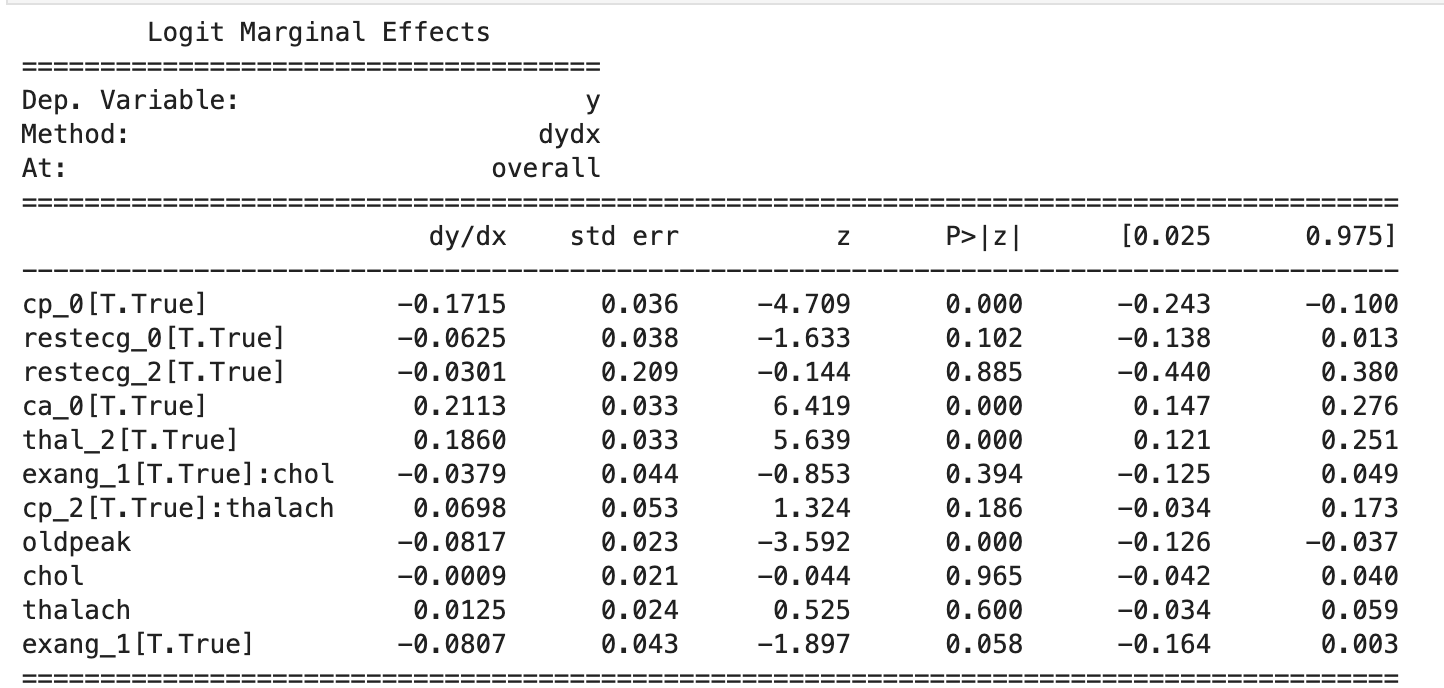 Logit Marginal Effects
=====================================
Dep. Variable: y
Method: dydx
At: overall
========================================================================================
dy/dx std err z P>|z| [0.025 0.975]
----------------------------------------------------------------------------------------
cp_0[T.True] -0.1715 0.036 -4.709 0.000 -0.243 -0.100
restecg_0[T.True] -0.0625 0.038 -1.633 0.102 -0.138 0.013
restecg_2[T.True] -0.0301 0.209 -0.144 0.885 -0.440 0.380
ca_0[T.True] 0.2113 0.033 6.419 0.000 0.147 0.276
thal_2[T.True] 0.1860 0.033 5.639 0.000 0.121 0.251
exang_1[T.True]:chol -0.0379 0.044 -0.853 0.394 -0.125 0.049
cp_2[T.True]:thalach 0.0698 0.053 1.324 0.186 -0.034 0.173
oldpeak -0.0817 0.023 -3.592 0.000 -0.126 -0.037
chol -0.0009 0.021 -0.044 0.965 -0.042 0.040
thalach 0.0125 0.024 0.525 0.600 -0.034 0.059
exang_1[T.True] -0.0807 0.043 -1.897 0.058 -0.164 0.003
========================================================================================